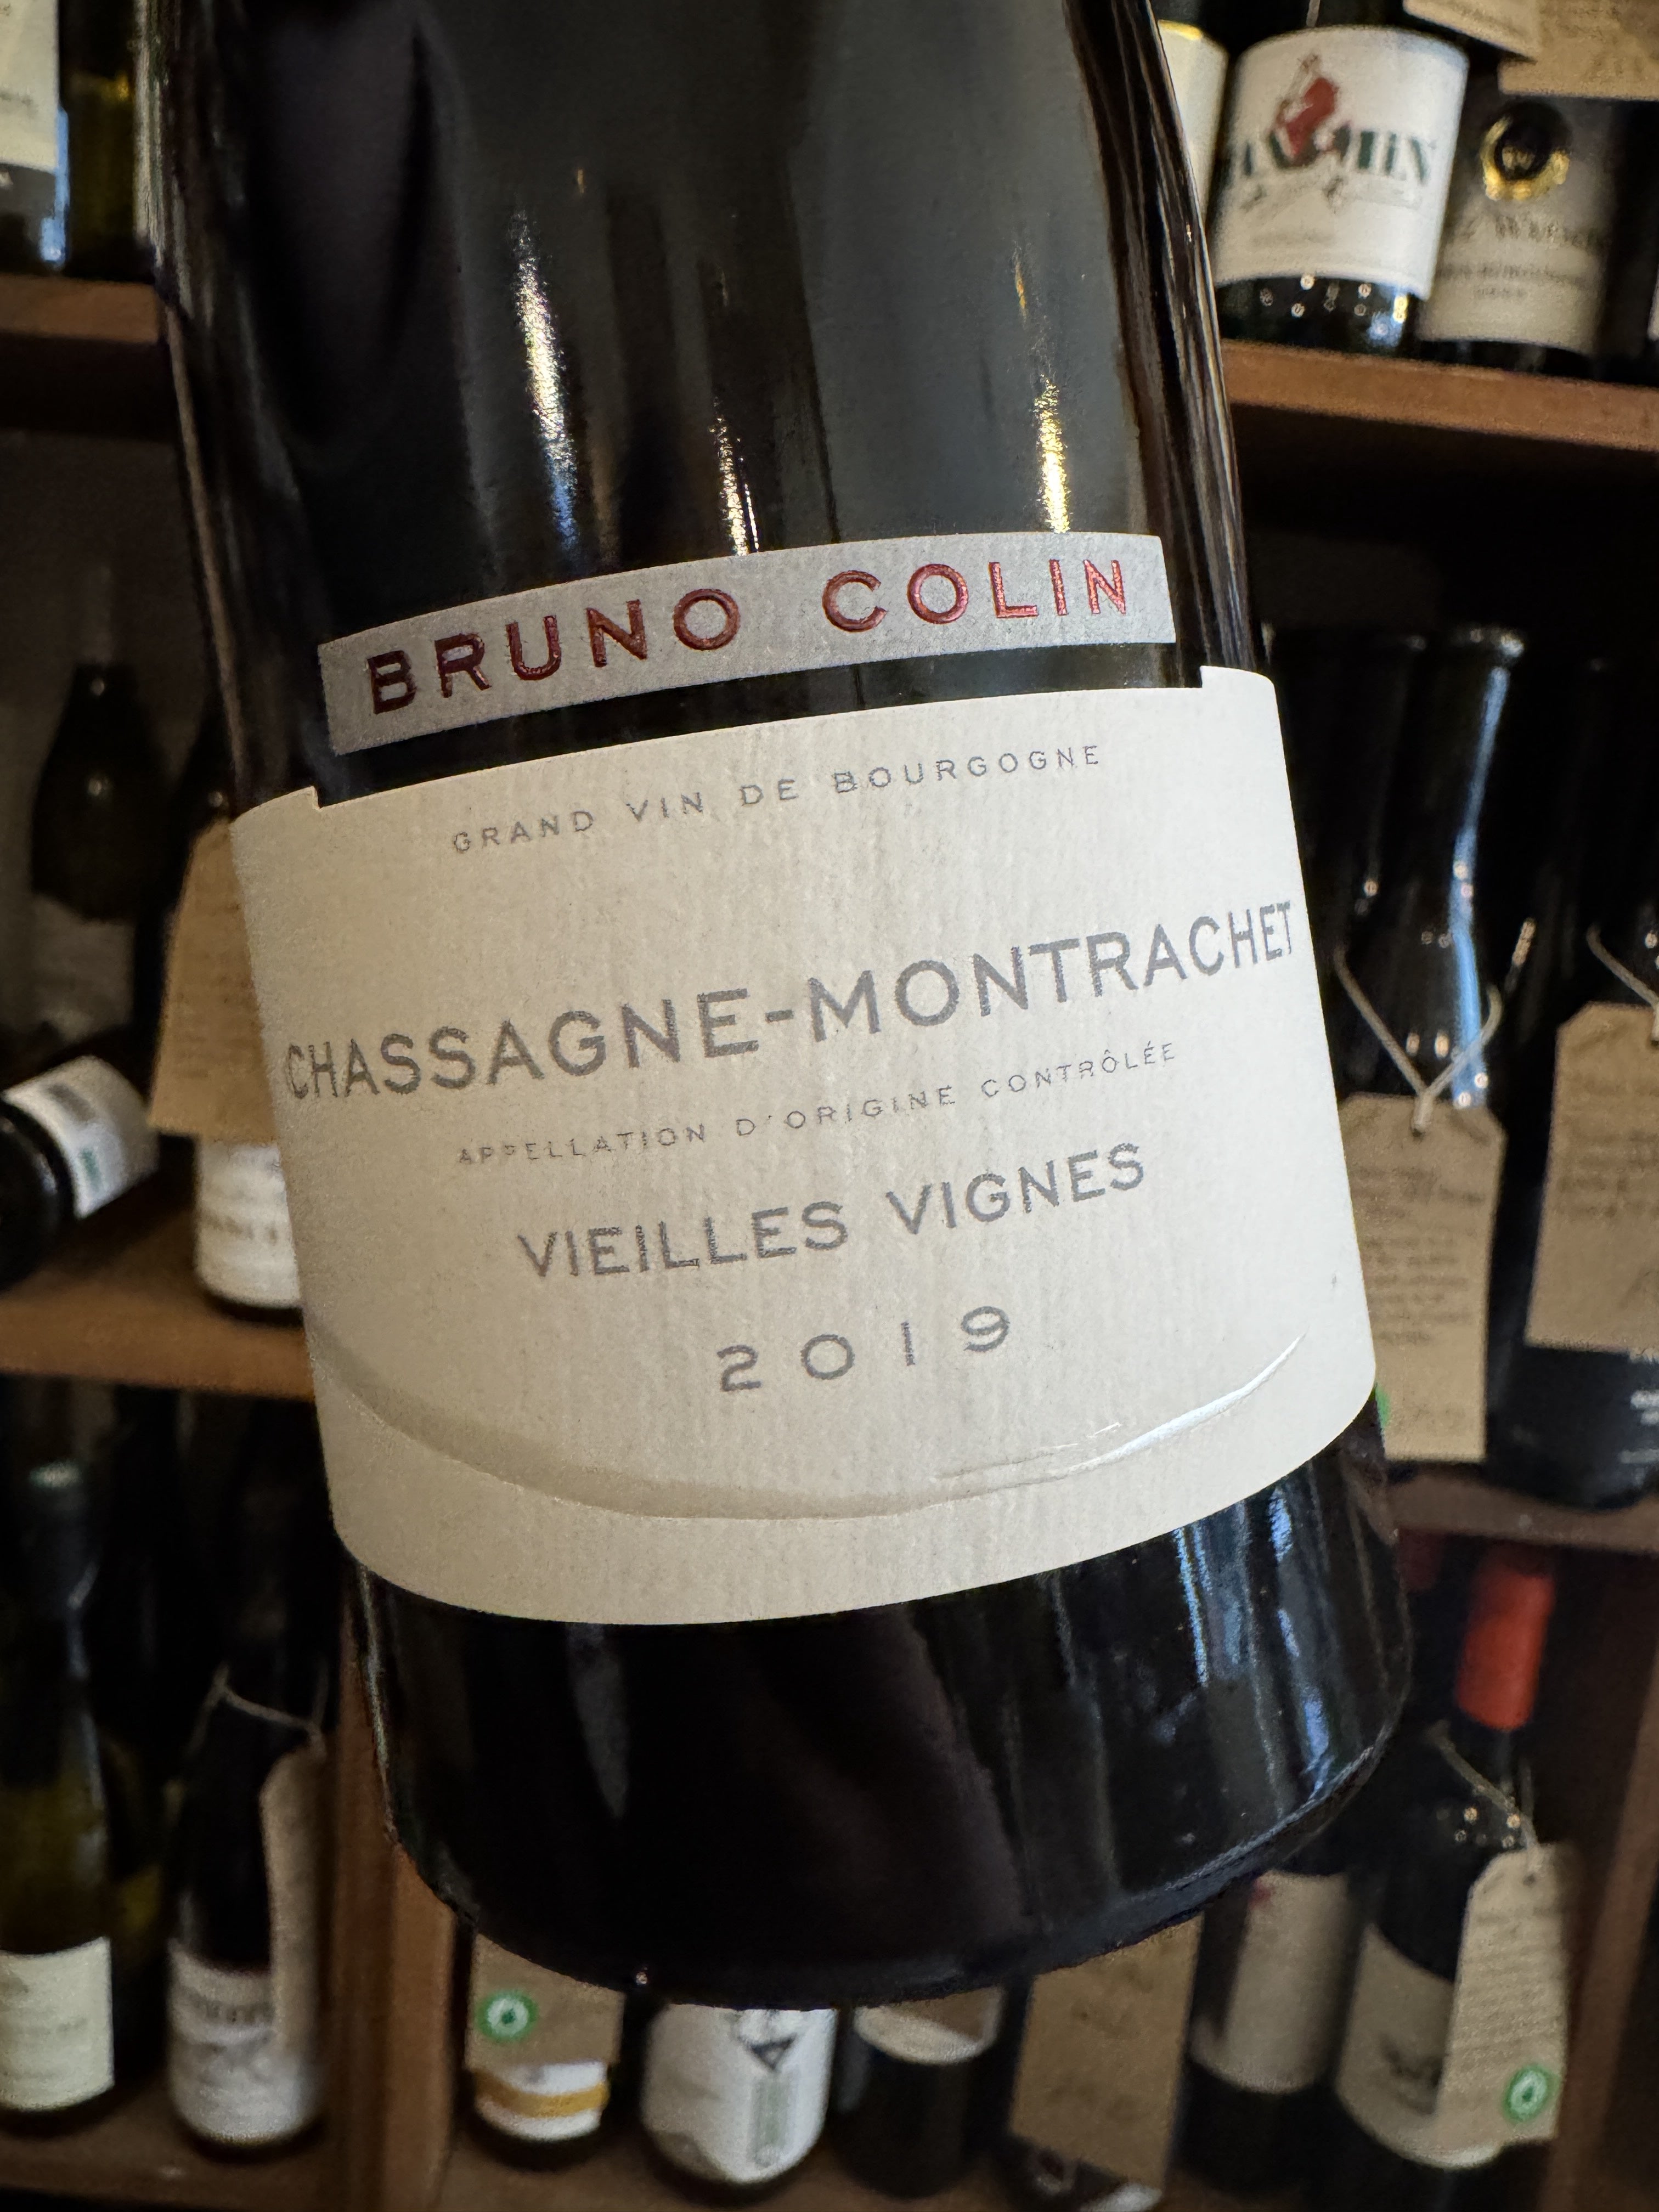 BRUNO COLIN
GRAND VIN DE BOURGOGNE
CHASSAGNE-MONTRACHET
APPELLATION D'ORIGINE CONTRÔLÉE
VIEILLES VIGNES
2019